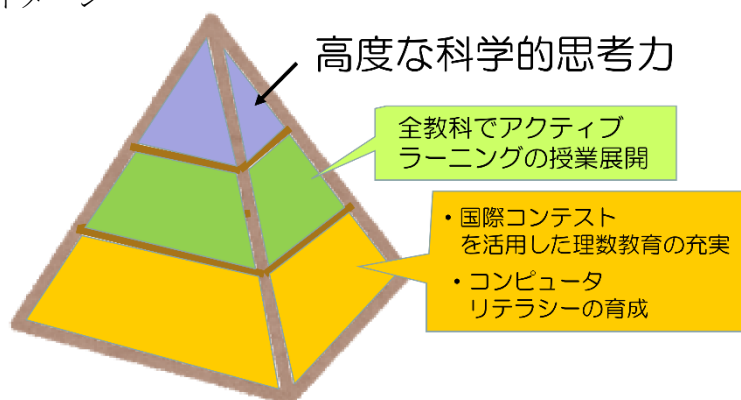 高度な科学的思考力
全教科でアクティブ
ラーニングの授業展開
・国際コンテスト
を活用した理数教育の充実
・コンピュータ
リテラシーの育成